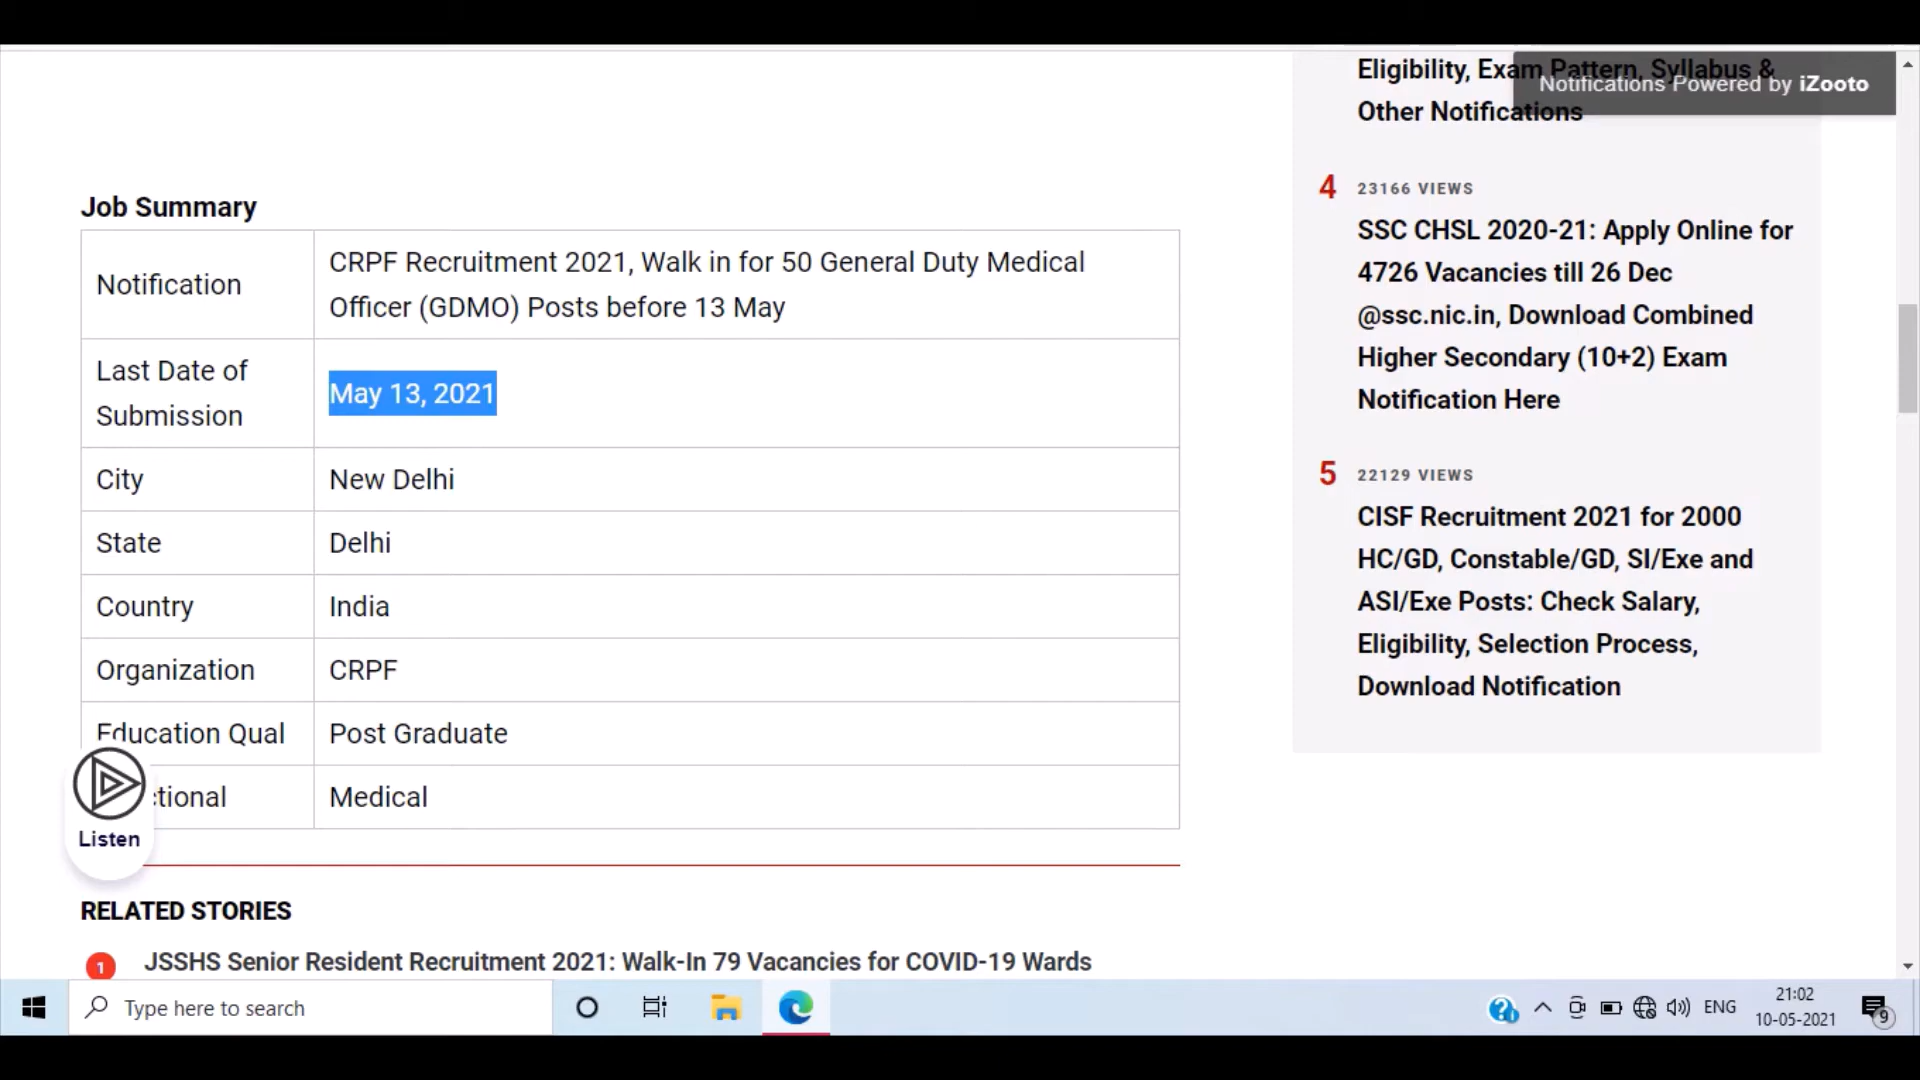 Eligibility, Exam Pattern, Syllabus &
Other Notifications
Notifications Powered by iZooto
4 23166 VIEWS
SSC CHSL 2020-21: Apply Online for
4726 Vacancies till 26 Dec
@ssc.nic.in, Download Combined
Higher Secondary (10+2) Exam
Notification Here
5 22129 VIEWS
CISF Recruitment 2021 for 2000
HC/GD, Constable/GD, SI/Exe and
ASI/Exe Posts: Check Salary,
Eligibility, Selection Process,
Download Notification
Job Summary
Notification
CRPF Recruitment 2021, Walk in for 50 General Duty Medical
Officer (GDMO) Posts before 13 May
Last Date of
Submission
May 13, 2021
City New Delhi
State Delhi
Country India
Organization CRPF
Education Qual Post Graduate
ctional Medical
Listen
RELATED STORIES
1 JSSHS Senior Resident Recruitment 2021: Walk-In 79 Vacancies for COVID-19 Wards
Type here to search
ENG
21:02
10-05-2021
9